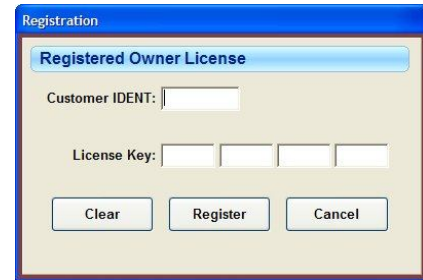 Registration
Registered Owner License
Customer IDENT:
License Key:
Clear Register Cancel